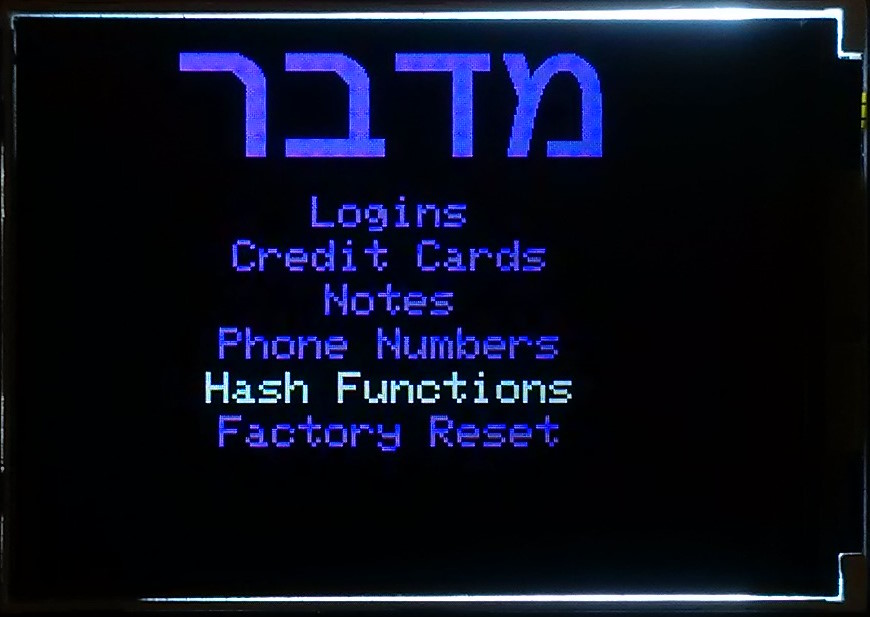 מדבר
Logins
Credit Cards
Notes
Phone Numbers
Hash Functions
Factory Reset